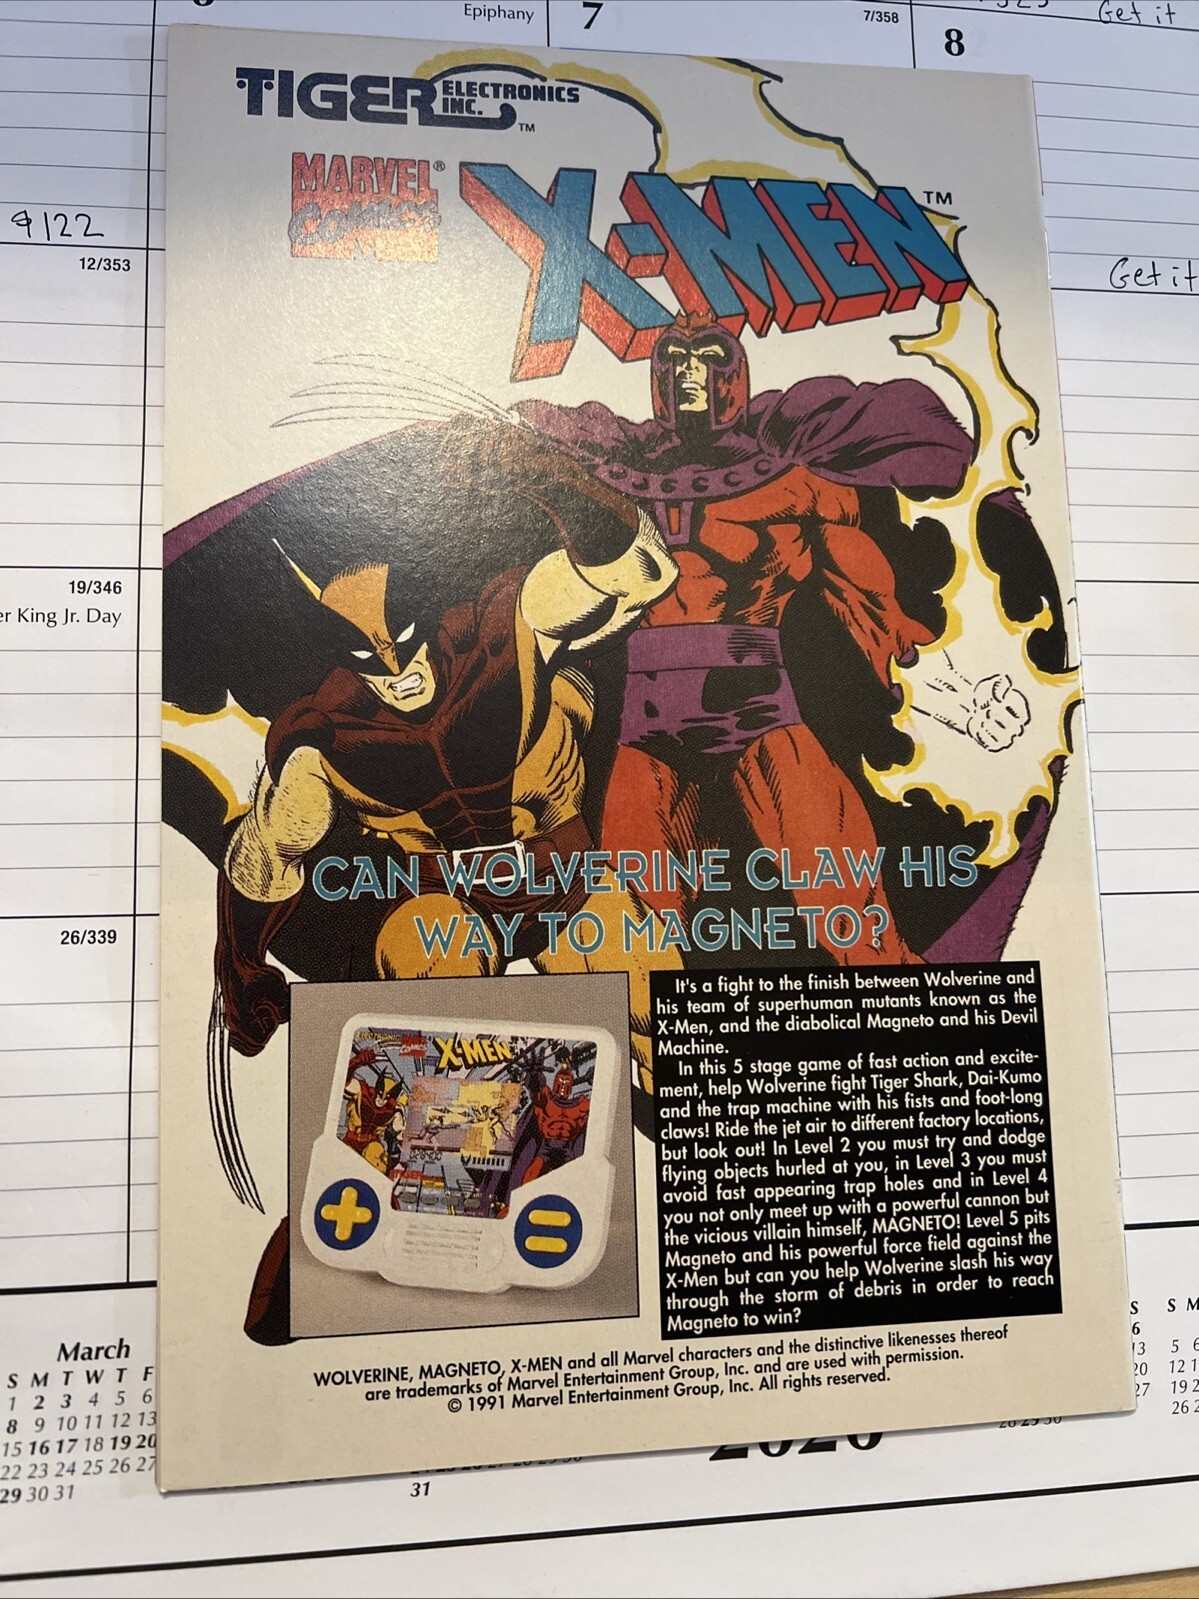 Epiphany
7
7/358
8
Get it
$122
12/353
Get it
19/346
er King Jr. Day
26/339
TIGER ELECTRONICS INC.™
MARVEL®
COMICS
X-MEN™
CAN WOLVERINE CLAW HIS
WAY TO MAGNETO?
X-MEN
It's a fight to the finish between Wolverine and
his team of superhuman mutants known as the
X-Men, and the diabolical Magneto and his Devil
Machine.
In this 5 stage game of fast action and excite-
ment, help Wolverine fight Tiger Shark, Dai-Kumo
and the trap machine with his fists and foot-long
claws! Ride the jet air to different factory locations,
but look out! In Level 2 you must try and dodge
flying objects hurled at you, in Level 3 you must
avoid fast appearing trap holes and in Level 4
you not only meet up with a powerful cannon but
the vicious villain himself, MAGNETO! Level 5 pits
Magneto and his powerful force field against the
X-Men but can you help Wolverine slash his way
through the storm of debris in order to reach
Magneto to win?
WOLVERINE, MAGNETO, X-MEN and all Marvel characters and the distinctive likenesses thereof
are trademarks of Marvel Entertainment Group, Inc. and are used with permission.
© 1991 Marvel Entertainment Group, Inc. All rights reserved.
March
S M T W T F
1 2 3 4 5 6
8 9 10 11 12 13
15 16 17 18 19 20
22 23 24 25 26 27
29 30 31
31
2026
S S M
6
13 5 6
20 12 1
27 19 2
26 2